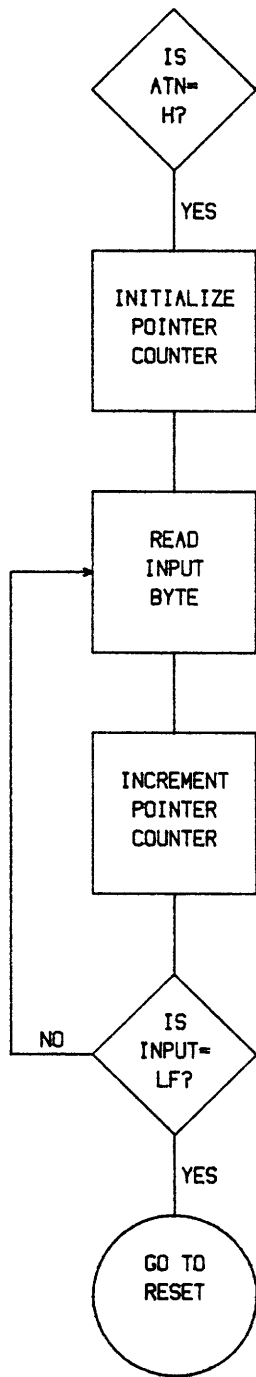 IS
ATN=
H?
YES
INITIALIZE
POINTER
COUNTER
READ
INPUT
BYTE
INCREMENT
POINTER
COUNTER
IS
INPUT=
LF?
NO
YES
GO TO
RESET